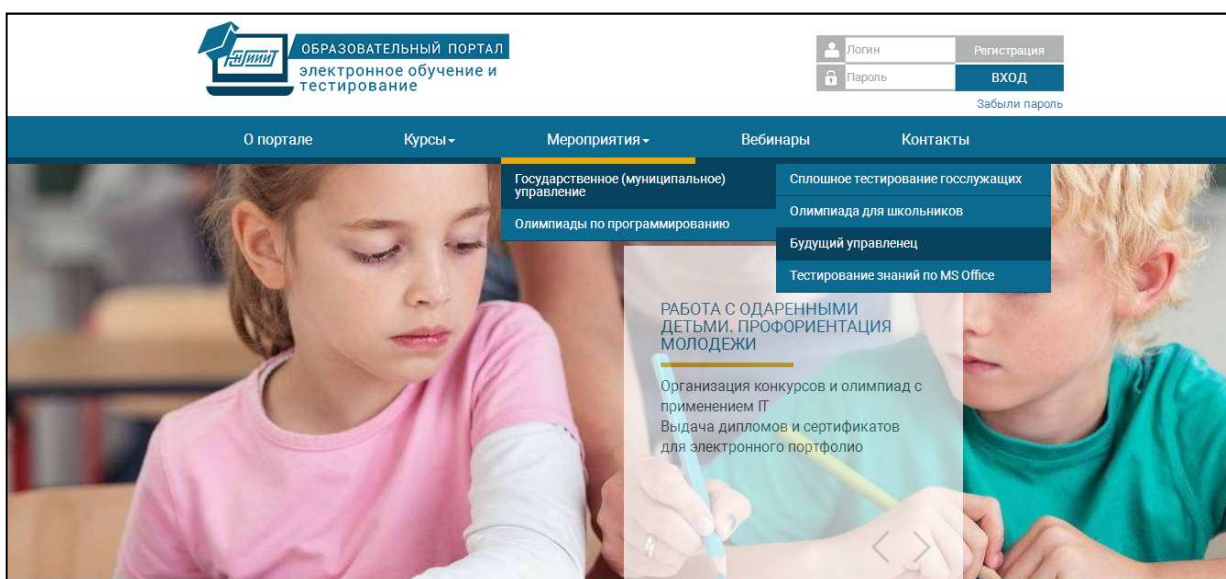 ОБРАЗОВАТЕЛЬНЫЙ ПОРТАЛ
электронное обучение и
тестирование
Логин
Регистрация
Пароль
ВХОД
Забыли пароль
О портале
Курсы
Мероприятия
Вебинары
Контакты
Государственное (муниципальное)
управление
Олимпиады по программированию
Сплошное тестирование госслужащих
Олимпиада для школьников
Будущий управленец
Тестирование знаний по MS Office
РАБОТА С ОДАРЕННЫМИ
ДЕТЬМИ. ПРОФОРИЕНТАЦИЯ
МОЛОДЕЖИ
Организация конкурсов и олимпиад с
применением IT
Выдача дипломов и сертификатов
для электронного портфолио